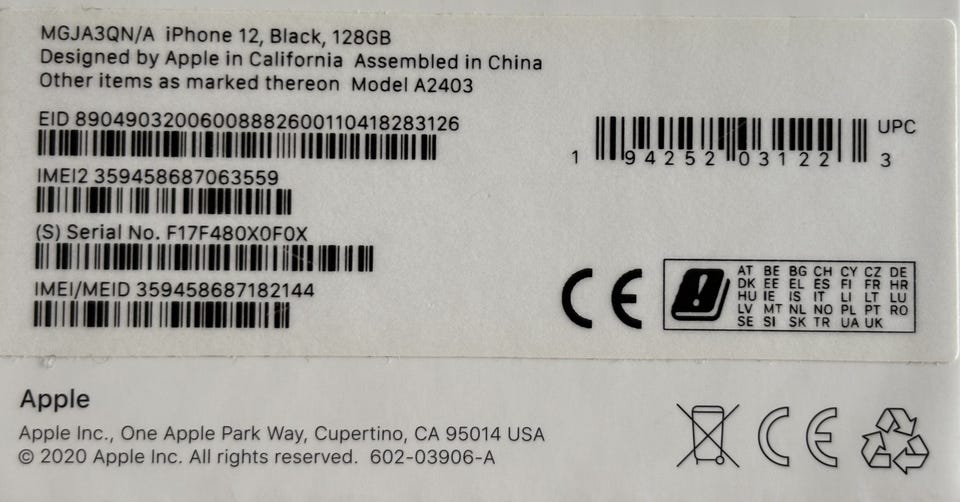 MGJA3QN/A iPhone 12, Black, 128GB
Designed by Apple in California Assembled in China
Other items as marked thereon Model A2403
EID 89049032006008882600110418283126
IMEI2 359458687063559
(S) Serial No. F17F480X0F0X
IMEI/MEID 359458687182144
UPC
1 94252 03122 3
CE
AT BE BG CH CY CZ DE
DK EE EL ES FI FR HR
HU IE IS IT LI LT LU
LV MT NL NO PL PT RO
SE SI SK TR UA UK
Apple
Apple Inc., One Apple Park Way, Cupertino, CA 95014 USA
© 2020 Apple Inc. All rights reserved. 602-03906-A
CE